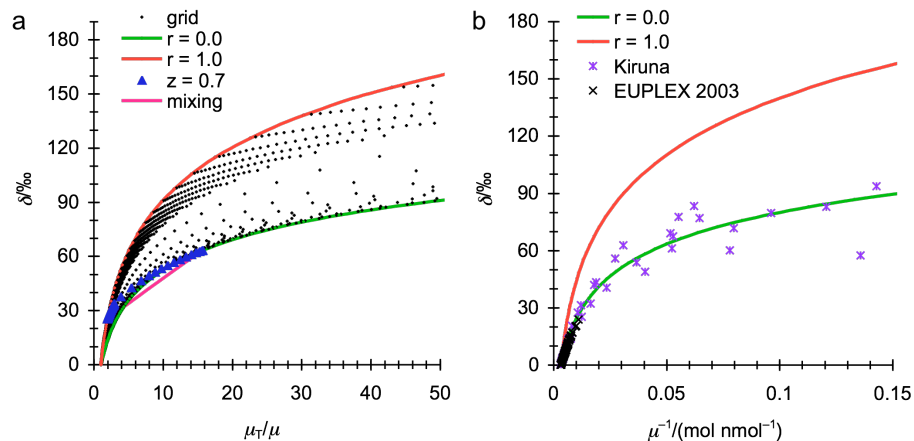 a
grid
r = 0.0
r = 1.0
z = 0.7
mixing
180
150
120
90
60
30
0
δ/‰
0 10 20 30 40 50
μ_T/μ
b
r = 0.0
r = 1.0
Kiruna
EUPLEX 2003
180
150
120
90
60
30
0
δ/‰
0 0.05 0.1 0.15
μ⁻¹/(mol nmol⁻¹)